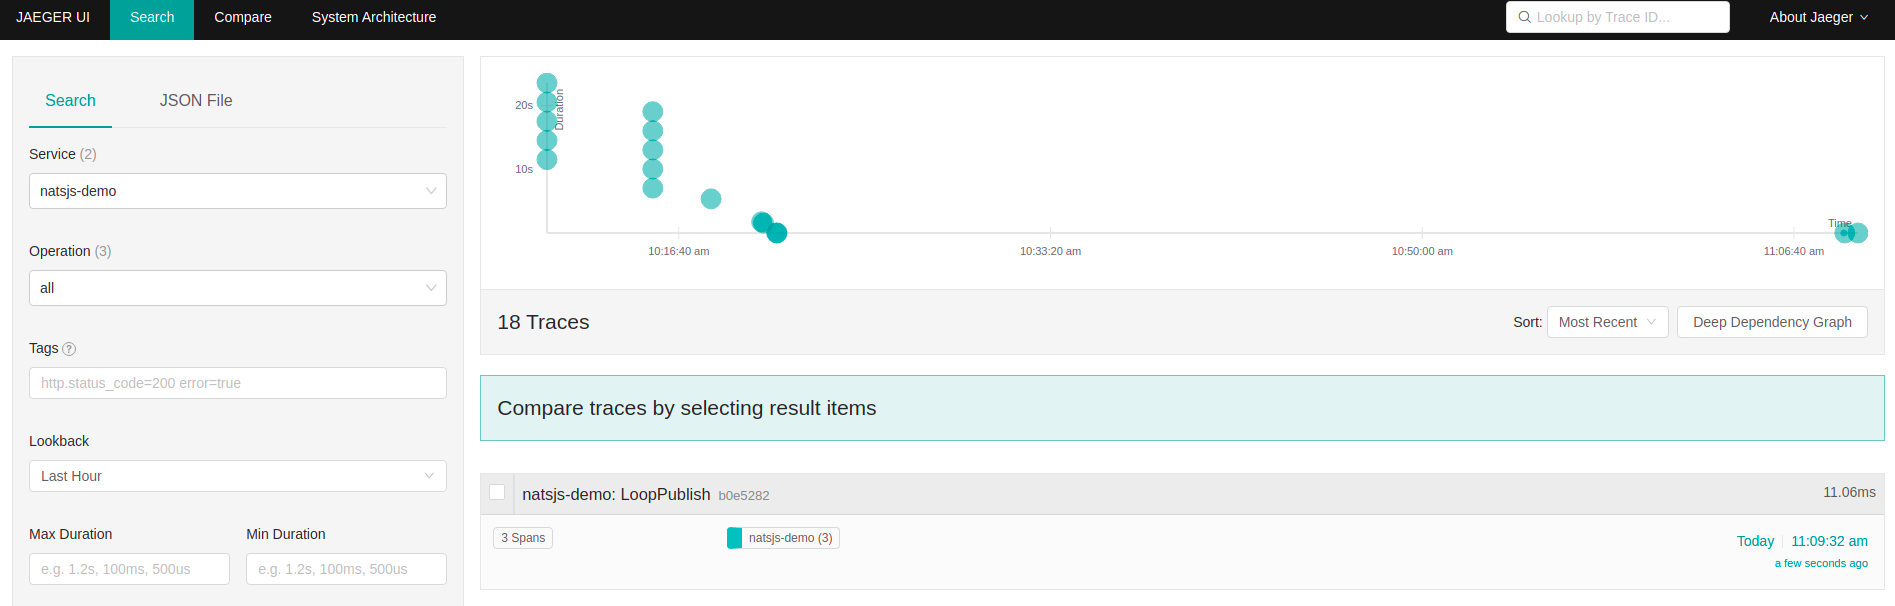 JAEGER UI Search Compare System Architecture Lookup by Trace ID... About Jaeger
Search JSON File
Service (2)
natsjs-demo
Operation (3)
all
Tags ?
http.status_code=200 error=true
Lookback
Last Hour
Max Duration Min Duration
e.g. 1.2s, 100ms, 500us e.g. 1.2s, 100ms, 500us
Duration
20s
10s
Time
10:16:40 am 10:33:20 am 10:50:00 am 11:06:40 am
18 Traces Sort: Most Recent Deep Dependency Graph
Compare traces by selecting result items
natsjs-demo: LoopPublish b0e5282 11.06ms
3 Spans natsjs-demo (3) Today 11:09:32 am
a few seconds ago